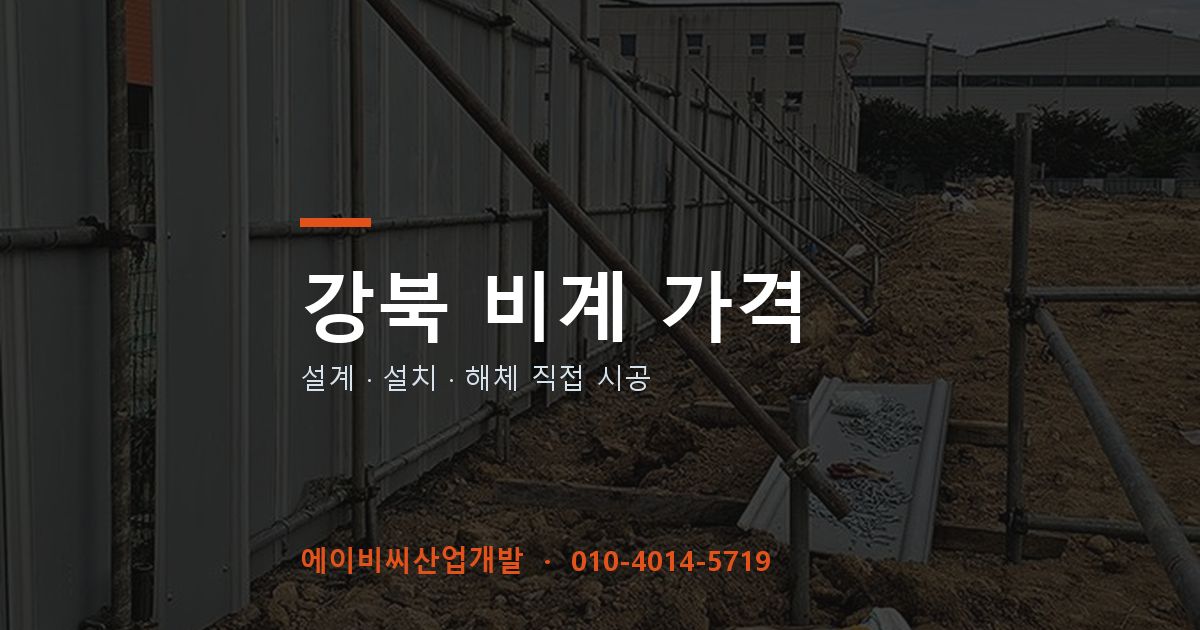 강북 비계 가격
설계 · 설치 · 해체 직접 시공
에이비씨산업개발 · 010-4014-5719